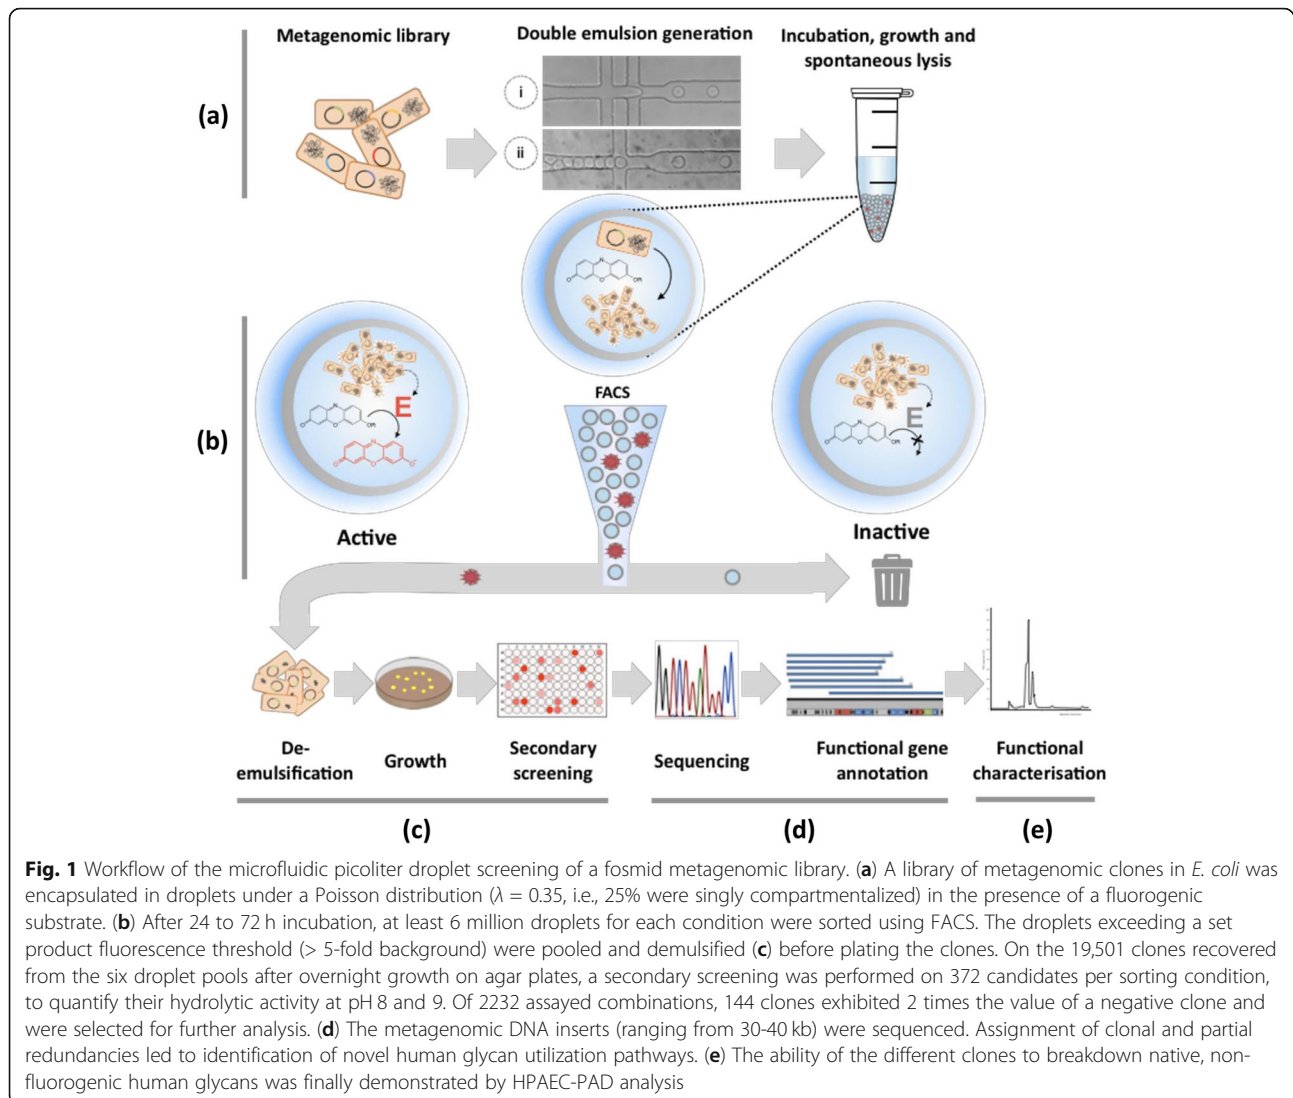 Metagenomic library
Double emulsion generation
Incubation, growth and
spontaneous lysis
(a)
i
ii
FACS
(b)
E
E
Active
Inactive
De-
emulsification
Growth
Secondary
screening
Sequencing
Functional gene
annotation
Functional
characterisation
(c)
(d)
(e)
Fig. 1 Workflow of the microfluidic picoliter droplet screening of a fosmid metagenomic library. (a) A library of metagenomic clones in E. coli was
encapsulated in droplets under a Poisson distribution (λ = 0.35, i.e., 25% were singly compartmentalized) in the presence of a fluorogenic
substrate. (b) After 24 to 72 h incubation, at least 6 million droplets for each condition were sorted using FACS. The droplets exceeding a set
product fluorescence threshold (> 5-fold background) were pooled and demulsified (c) before plating the clones. On the 19,501 clones recovered
from the six droplet pools after overnight growth on agar plates, a secondary screening was performed on 372 candidates per sorting condition,
to quantify their hydrolytic activity at pH 8 and 9. Of 2232 assayed combinations, 144 clones exhibited 2 times the value of a negative clone and
were selected for further analysis. (d) The metagenomic DNA inserts (ranging from 30-40 kb) were sequenced. Assignment of clonal and partial
redundancies led to identification of novel human glycan utilization pathways. (e) The ability of the different clones to breakdown native, non-
fluorogenic human glycans was finally demonstrated by HPAEC-PAD analysis